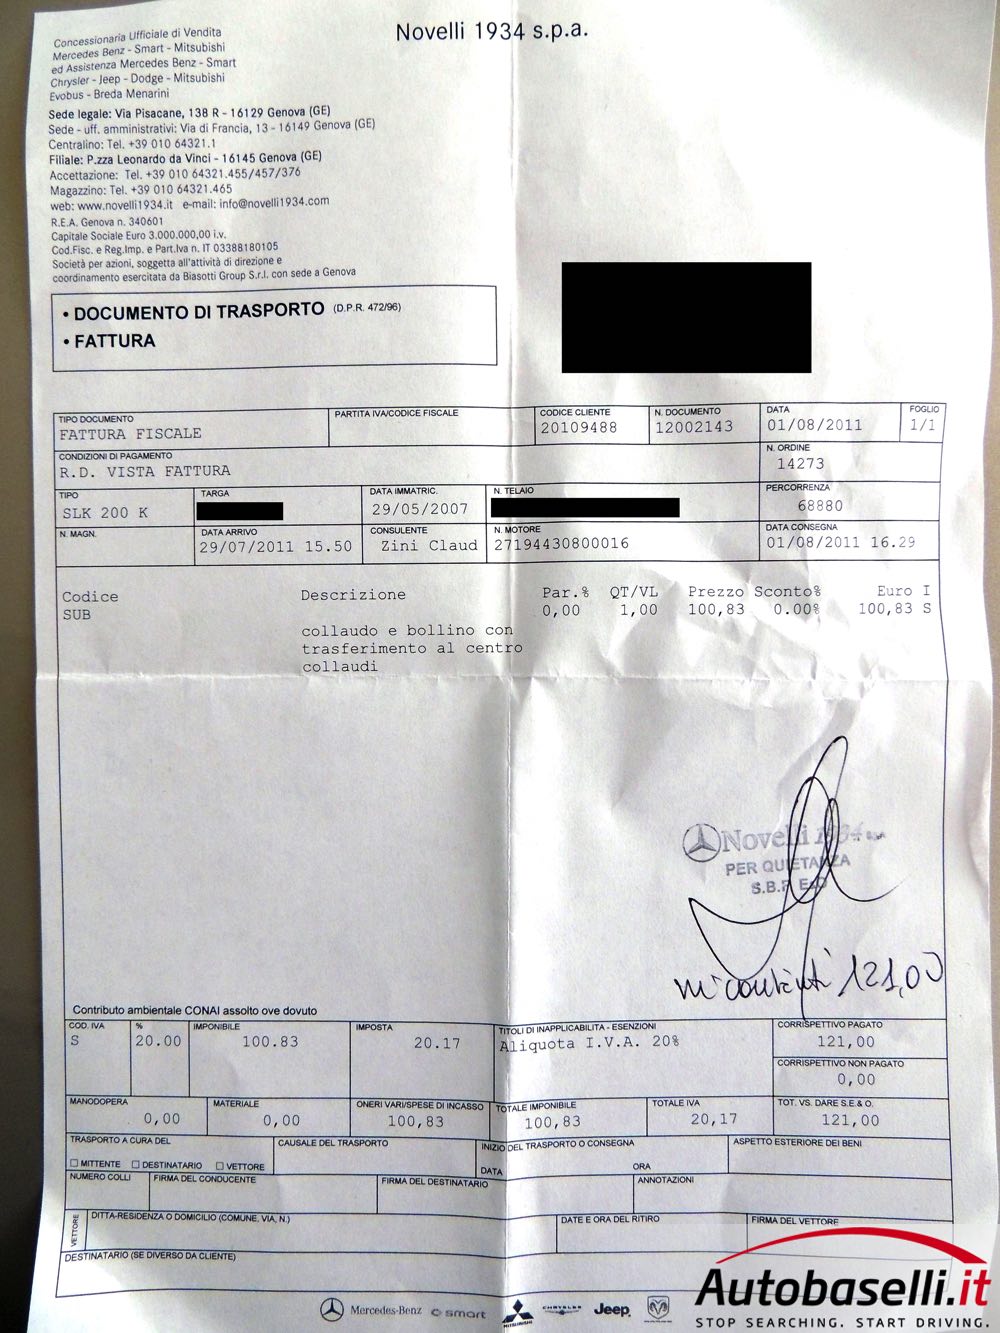 Novelli 1934 s.p.a.
Concessionaria Ufficiale di Vendita
Mercedes Benz - Smart - Mitsubishi
ed Assistenza Mercedes Benz - Smart
Chrysler - Jeep - Dodge - Mitsubishi
Evobus - Breda Menarini
Sede legale: Via Pisacane, 138 R - 16129 Genova (GE)
Sede - uff. amministrativi: Via di Francia, 13 - 16149 Genova (GE)
Centralino: Tel. +39 010 64321.1
Filiale: P.zza Leonardo da Vinci - 16145 Genova (GE)
Accettazione: Tel. +39 010 64321.455/457/376
Magazzino: Tel. +39 010 64321.465
web: www.novelli1934.it e-mail: info@novelli1934.com
R.E.A. Genova n. 340601
Capitale Sociale Euro 3.000.000,00 i.v.
Cod.Fisc. e Reg.Imp. e Part.Iva n. IT 03388180105
Società per azioni, soggetta all'attività di direzione e
coordinamento esercitata da Biasotti Group S.r.l. con sede a Genova
• DOCUMENTO DI TRASPORTO (D.P.R. 472/96)
• FATTURA
TIPO DOCUMENTO PARTITA IVA/CODICE FISCALE CODICE CLIENTE N. DOCUMENTO DATA FOGLIO
FATTURA FISCALE 20109488 12002143 01/08/2011 1/1
CONDIZIONI DI PAGAMENTO N. ORDINE
R.D. VISTA FATTURA 14273
TIPO TARGA DATA IMMATRIC. N. TELAIO PERCORRENZA
SLK 200 K 29/05/2007 68880
N. MAGN. DATA ARRIVO CONSULENTE N. MOTORE DATA CONSEGNA
29/07/2011 15.50 Zini Claud 27194430800016 01/08/2011 16.29
Codice Descrizione Par.% QT/VL Prezzo Sconto% Euro I
SUB 0,00 1,00 100,83 0.00% 100,83 S
collaudo e bollino con
trasferimento al centro
collaudi
Novelli 1934 s.p.a.
PER QUIETANZA
S.B.F. E&O
121,00
Contributo ambientale CONAI assolto ove dovuto
COD. IVA % IMPONIBILE IMPOSTA TITOLI DI INAPPLICABILITA - ESENZIONI CORRISPETTIVO PAGATO
S 20.00 100.83 20.17 Aliquota I.V.A. 20% 121,00
CORRISPETTIVO NON PAGATO
0,00
MANODOPERA MATERIALE ONERI VARI/SPESE DI INCASSO TOTALE IMPONIBILE TOTALE IVA TOT. VS. DARE S.E.& O.
0,00 0,00 100,83 100,83 20,17 121,00
TRASPORTO A CURA DEL CAUSALE DEL TRASPORTO INIZIO DEL TRASPORTO O CONSEGNA ASPETTO ESTERIORE DEI BENI
MITTENTE DESTINATARIO VETTORE DATA ORA
NUMERO COLLI FIRMA DEL CONDUCENTE FIRMA DEL DESTINATARIO ANNOTAZIONI
VETTORE
DITTA-RESIDENZA O DOMICILIO (COMUNE, VIA, N.) DATA E ORA DEL RITIRO FIRMA DEL VETTORE
DESTINATARIO (SE DIVERSO DA CLIENTE)
Mercedes-Benz smart MITSUBISHI CHRYSLER Jeep
Autobaselli.it
STOP SEARCHING. START DRIVING.